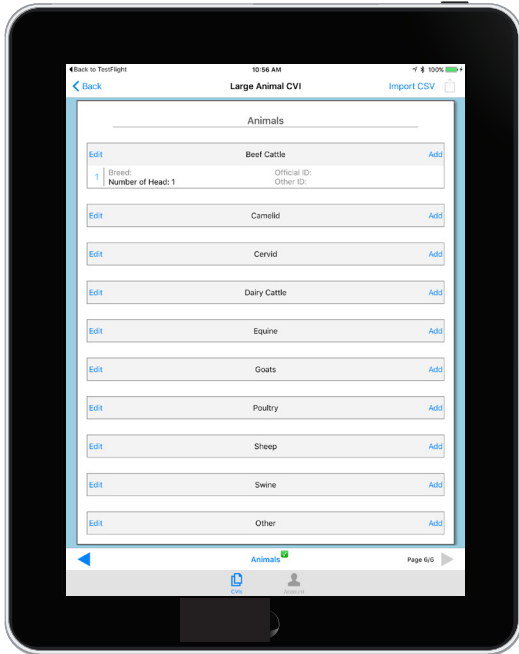 Back to TestFlight 10:56 AM 100%
Back Large Animal CVI Import CSV
Animals
Edit Beef Cattle Add
1 Breed: Official ID:
Number of Head: 1 Other ID:
Edit Camelid Add
Edit Cervid Add
Edit Dairy Cattle Add
Edit Equine Add
Edit Goats Add
Edit Poultry Add
Edit Sheep Add
Edit Swine Add
Edit Other Add
Animals Page 6/6
CVIs Account